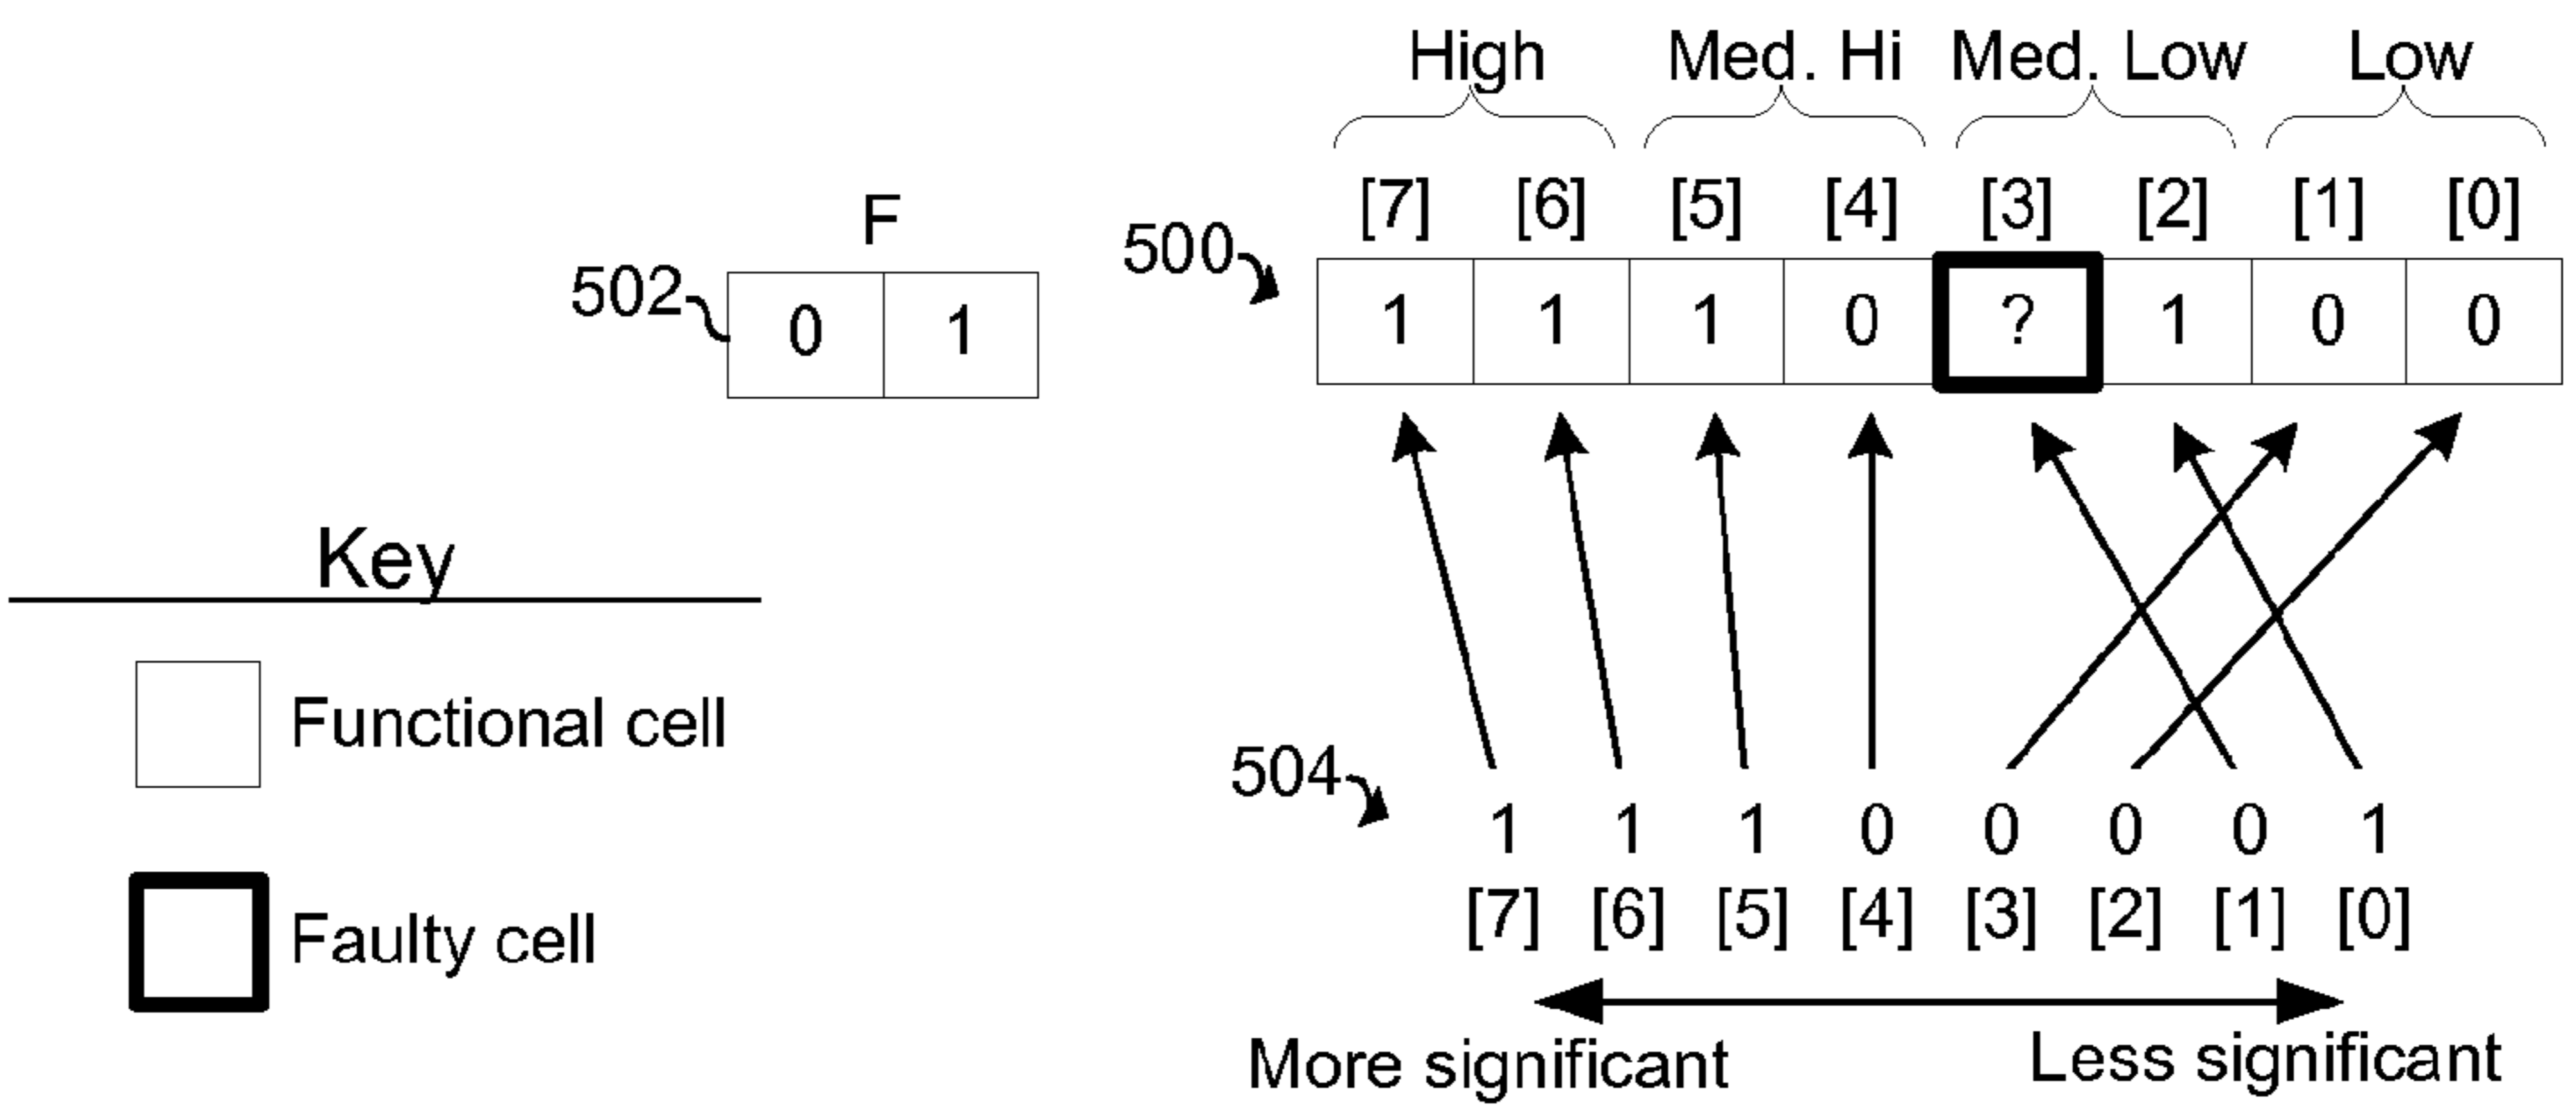 High Med. Hi Med. Low Low
F [7] [6] [5] [4] [3] [2] [1] [0]
502 0 1 500 1 1 1 0 ? 1 0 0
Key
Functional cell
504 1 1 1 0 0 0 0 1
Faulty cell [7] [6] [5] [4] [3] [2] [1] [0]
More significant Less significant